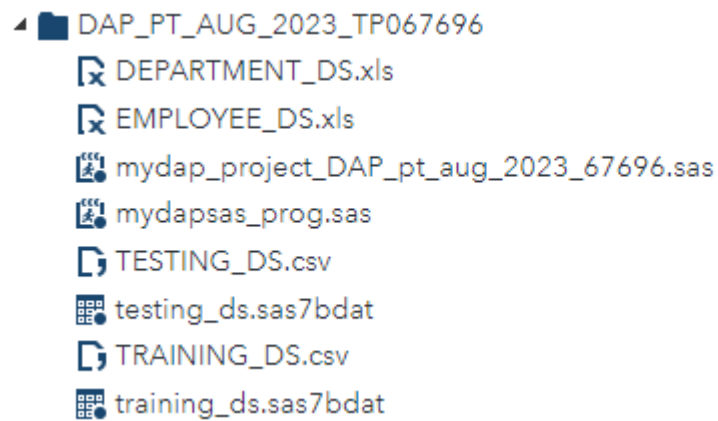 DAP_PT_AUG_2023_TP067696
DEPARTMENT_DS.xls
EMPLOYEE_DS.xls
mydap_project_DAP_pt_aug_2023_67696.sas
mydapsas_prog.sas
TESTING_DS.csv
testing_ds.sas7bdat
TRAINING_DS.csv
training_ds.sas7bdat